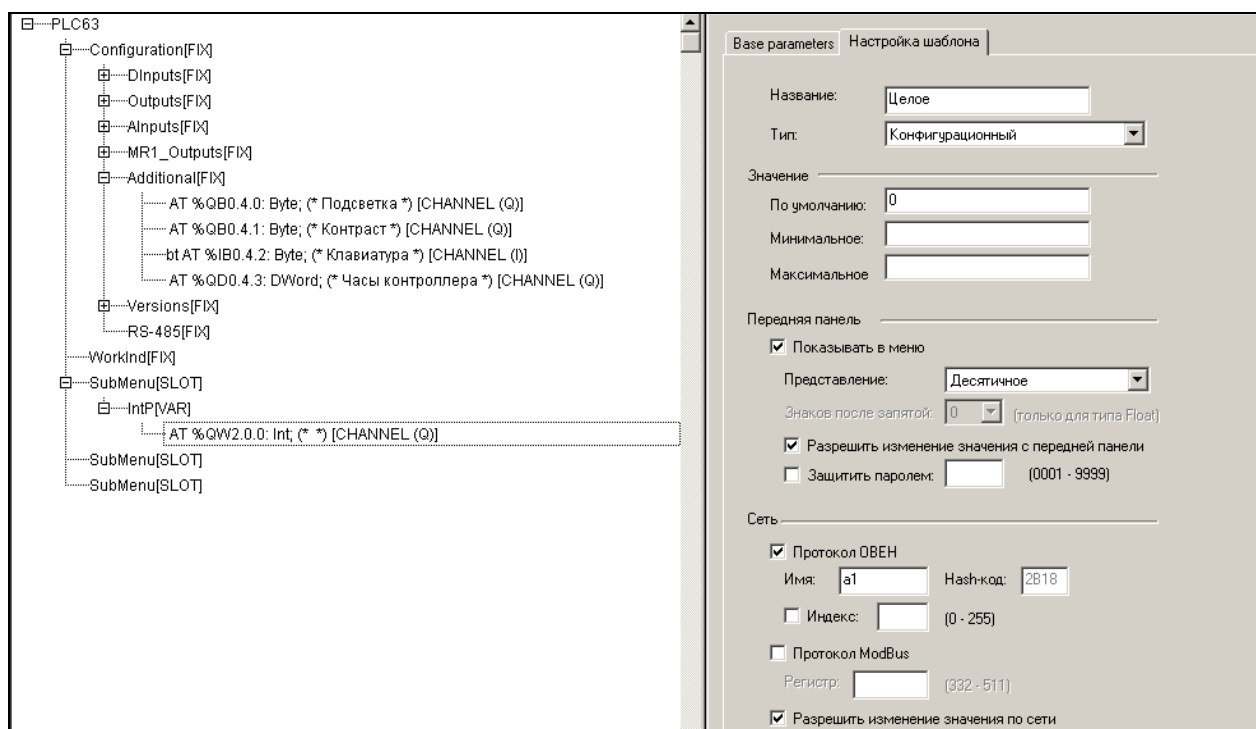 PLC63
Configuration[FIX]
DInputs[FIX]
Outputs[FIX]
AInputs[FIX]
MR1_Outputs[FIX]
Additional[FIX]
AT %QB0.4.0: Byte; (* Подсветка *) [CHANNEL (Q)]
AT %QB0.4.1: Byte; (* Контраст *) [CHANNEL (Q)]
bt AT %IB0.4.2: Byte; (* Клавиатура *) [CHANNEL (I)]
AT %QD0.4.3: DWord; (* Часы контроллера *) [CHANNEL (Q)]
Versions[FIX]
RS-485[FIX]
WorkInd[FIX]
SubMenu[SLOT]
IntP[VAR]
AT %QW2.0.0: Int; (* *) [CHANNEL (Q)]
SubMenu[SLOT]
SubMenu[SLOT]
Base parameters Настройка шаблона
Название: Целое
Тип: Конфигурационный
Значение
По умолчанию: 0
Минимальное:
Максимальное
Передняя панель
Показывать в меню
Представление: Десятичное
Знаков после запятой: 0 (только для типа Float)
Разрешить изменение значения с передней панели
Защитить паролем: (0001 - 9999)
Сеть
Протокол ОВЕН
Имя: a1 Hash-код: 2B18
Индекс: (0 - 255)
Протокол ModBus
Регистр: (332 - 511)
Разрешить изменение значения по сети